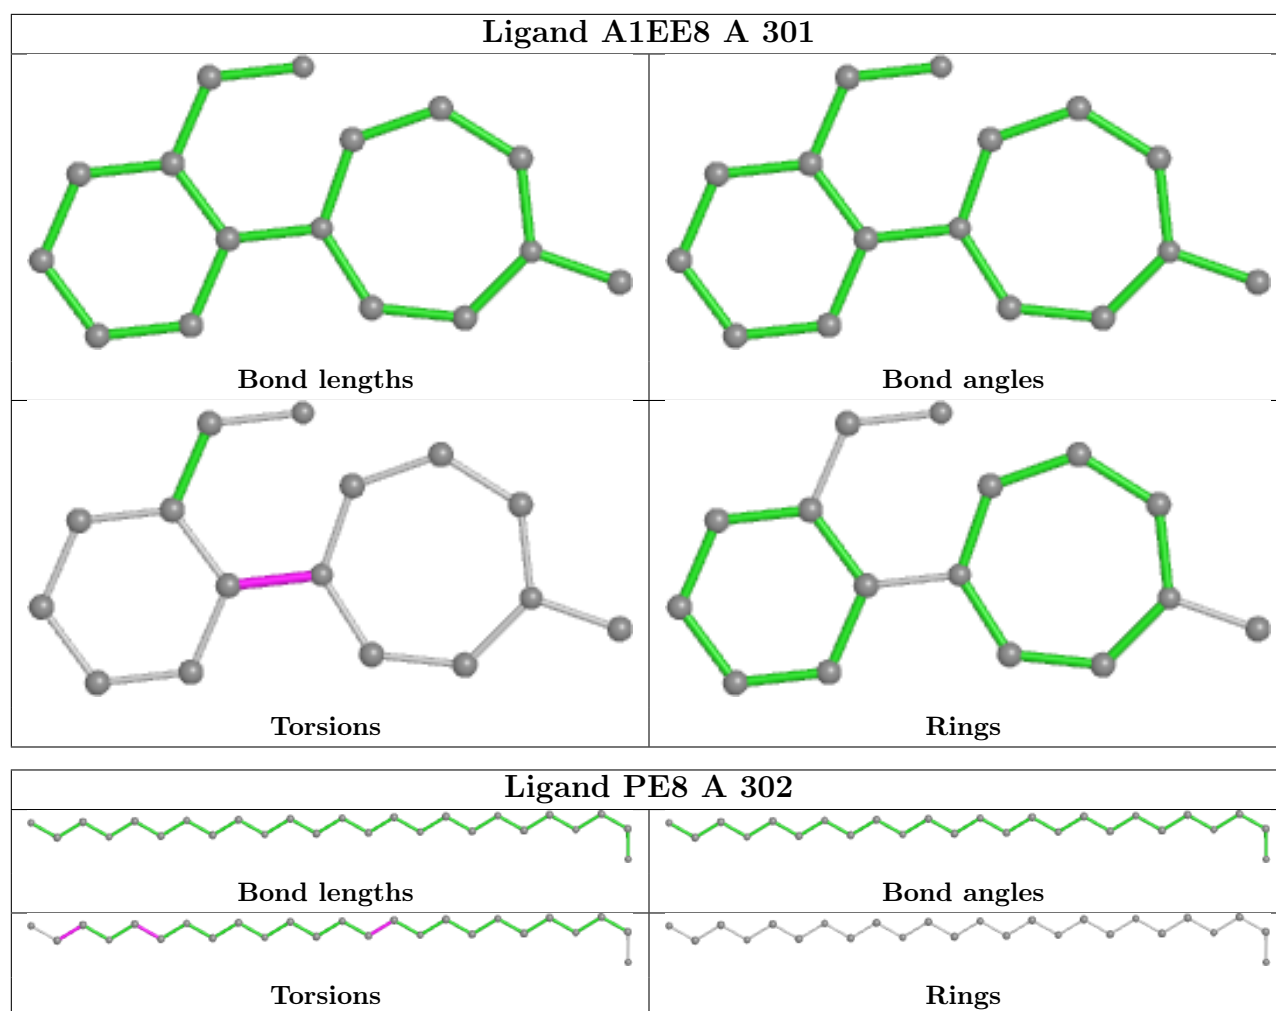 Ligand A1EE8 A 301
Bond lengths
Bond angles
Torsions
Rings
Ligand PE8 A 302
Bond lengths
Bond angles
Torsions
Rings